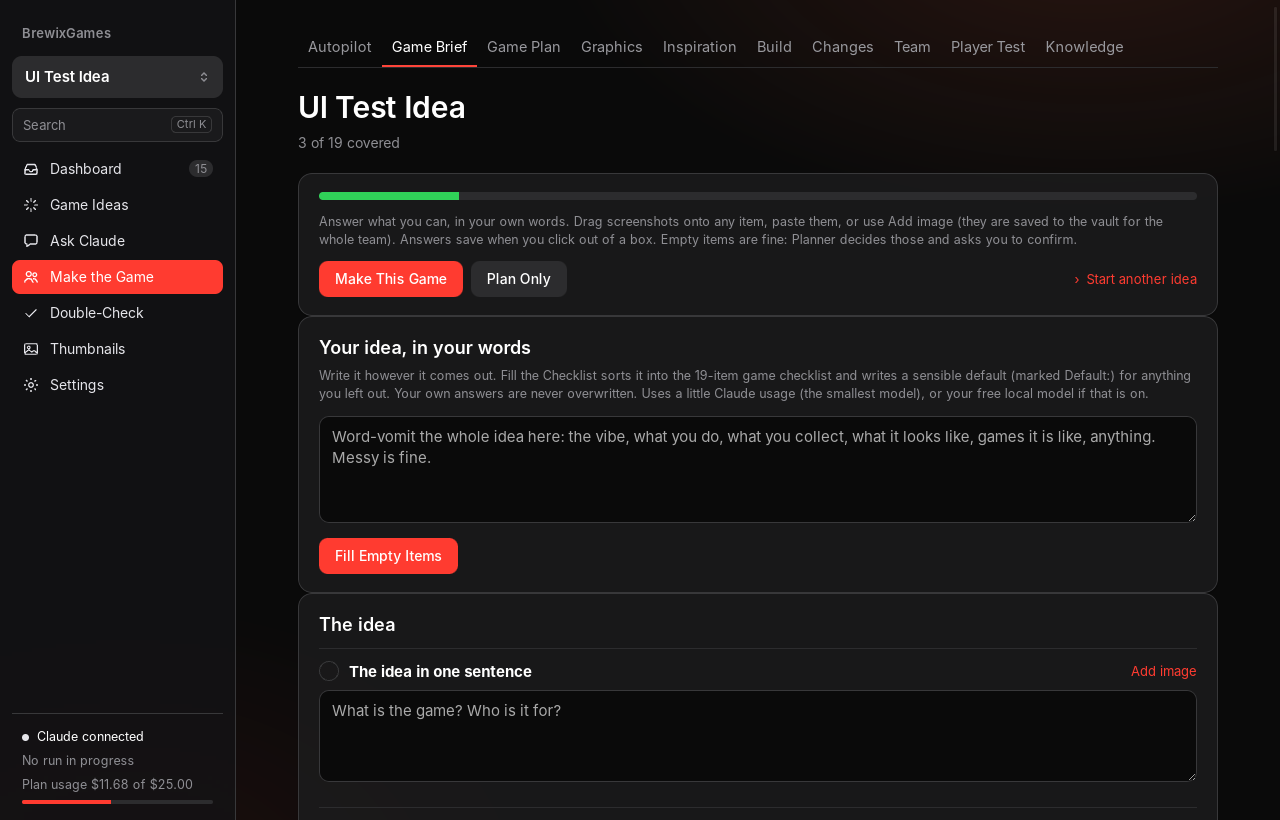 BrewixGames
UI Test Idea
Search
Ctrl K
Dashboard
15
Game Ideas
Ask Claude
Make the Game
Double-Check
Thumbnails
Settings
Claude connected
No run in progress
Plan usage $11.68 of $25.00
Autopilot
Game Brief
Game Plan
Graphics
Inspiration
Build
Changes
Team
Player Test
Knowledge
UI Test Idea
3 of 19 covered
Answer what you can, in your own words. Drag screenshots onto any item, paste them, or use Add image (they are saved to the vault for the
whole team). Answers save when you click out of a box. Empty items are fine: Planner decides those and asks you to confirm.
Make This Game
Plan Only
› Start another idea
Your idea, in your words
Write it however it comes out. Fill the Checklist sorts it into the 19-item game checklist and writes a sensible default (marked Default:) for anything
you left out. Your own answers are never overwritten. Uses a little Claude usage (the smallest model), or your free local model if that is on.
Word-vomit the whole idea here: the vibe, what you do, what you collect, what it looks like, games it is like, anything.
Messy is fine.
Fill Empty Items
The idea
The idea in one sentence
Add image
What is the game? Who is it for?